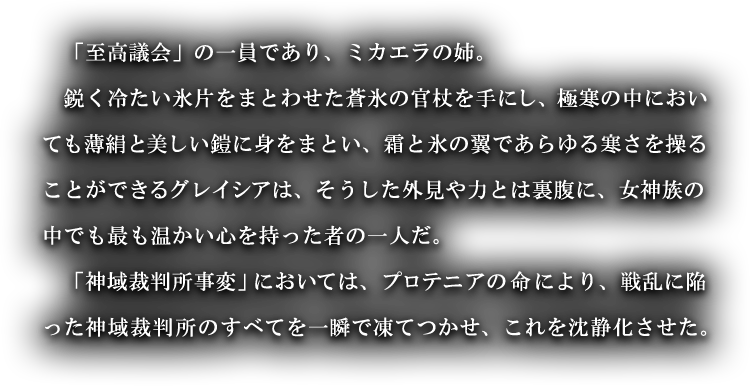 「至高議会」の一員であり、ミカエラの姉。
鋭く冷たい氷片をまとわせた蒼氷の官杖を手にし、極寒の中におい
ても薄絹と美しい鎧に身をまとい、霜と氷の翼であらゆる寒さを操る
ことができるグレイシアは、そうした外見や力とは裏腹に、女神族の
中でも最も温かい心を持った者の一人だ。
「神域裁判所事変」においては、プロテニアの命により、戦乱に陥
った神域裁判所のすべてを一瞬で凍てつかせ、これを沈静化させた。